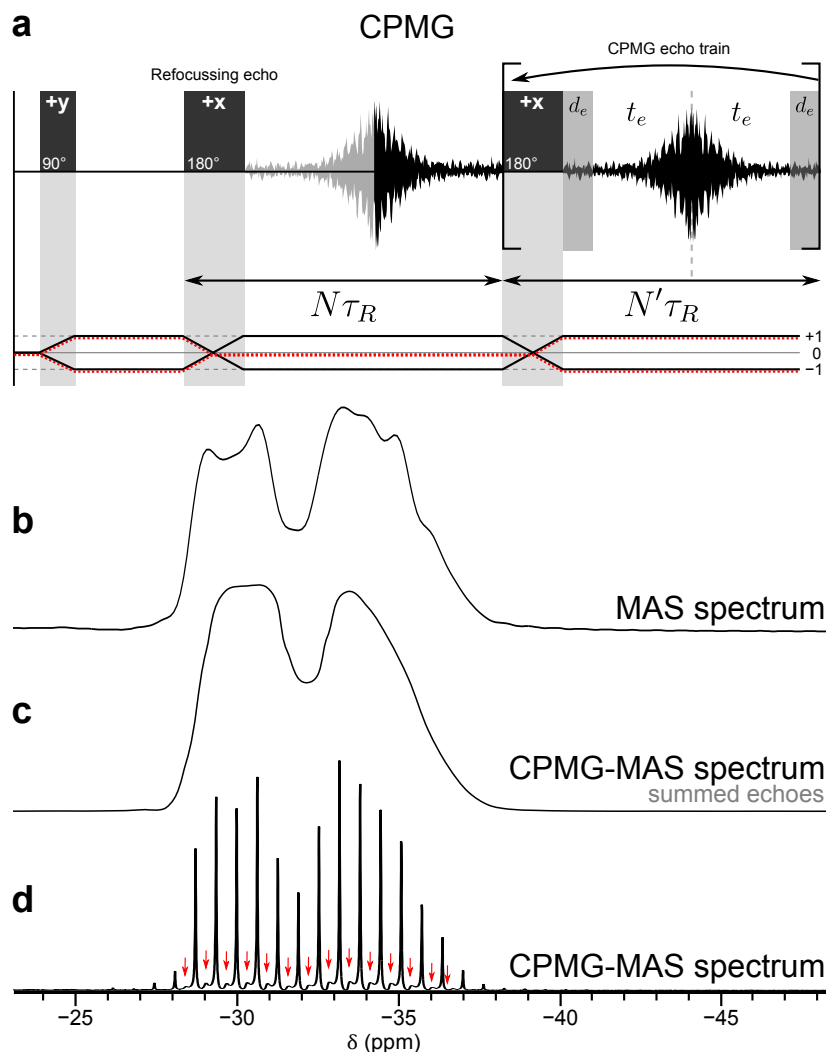 a
CPMG
CPMG echo train
Refocussing echo
+y
+x
+x
d_e
t_e
t_e
d_e
90°
180°
180°
Nτ_R
N′τ_R
+1
0
−1
b
MAS spectrum
c
CPMG-MAS spectrum
summed echoes
d
CPMG-MAS spectrum
−25 −30 −35 −40 −45
δ (ppm)